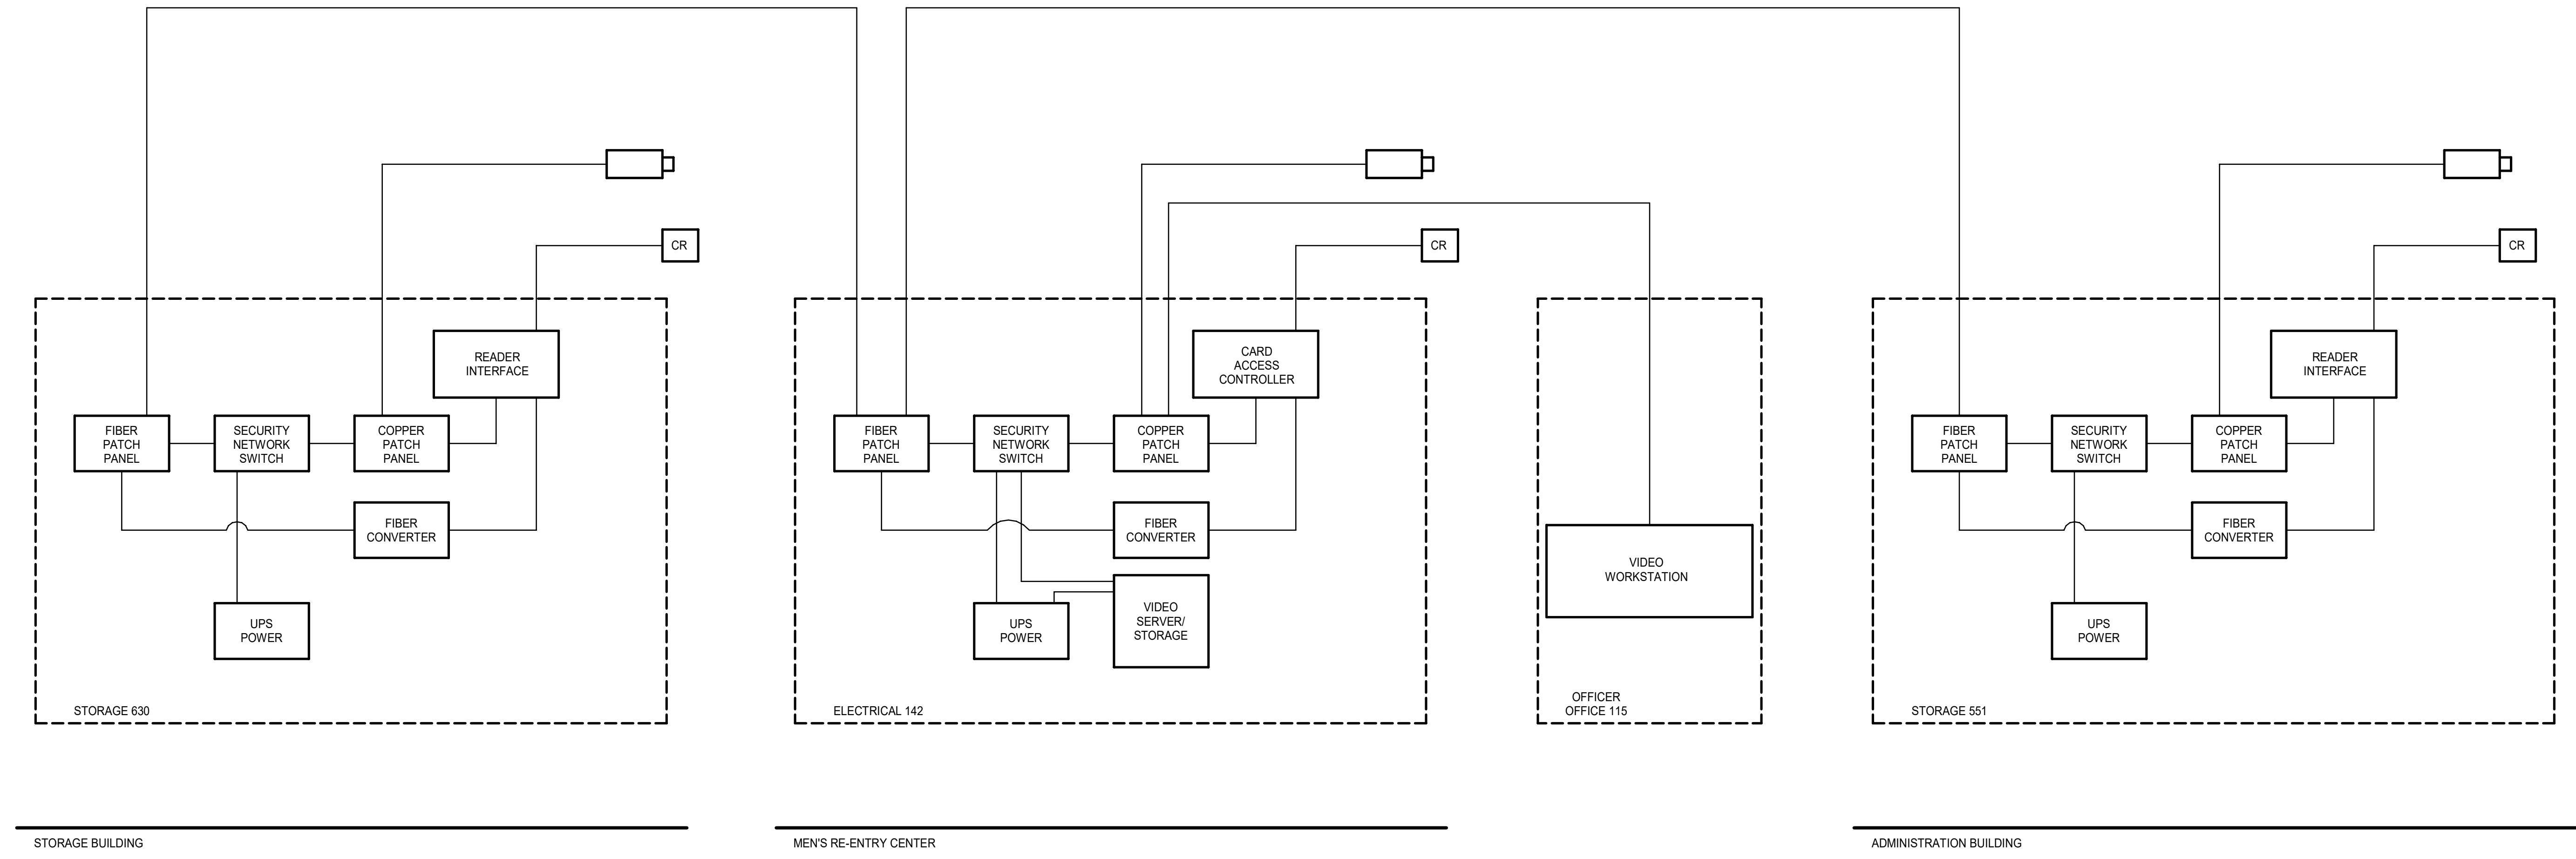 CR
READER
INTERFACE
FIBER
PATCH
PANEL
SECURITY
NETWORK
SWITCH
COPPER
PATCH
PANEL
FIBER
CONVERTER
UPS
POWER
STORAGE 630
STORAGE BUILDING
CR
CARD
ACCESS
CONTROLLER
FIBER
PATCH
PANEL
SECURITY
NETWORK
SWITCH
COPPER
PATCH
PANEL
FIBER
CONVERTER
UPS
POWER
VIDEO
SERVER/
STORAGE
ELECTRICAL 142
VIDEO
WORKSTATION
OFFICER
OFFICE 115
MEN'S RE-ENTRY CENTER
CR
READER
INTERFACE
FIBER
PATCH
PANEL
SECURITY
NETWORK
SWITCH
COPPER
PATCH
PANEL
FIBER
CONVERTER
UPS
POWER
STORAGE 551
ADMINISTRATION BUILDING